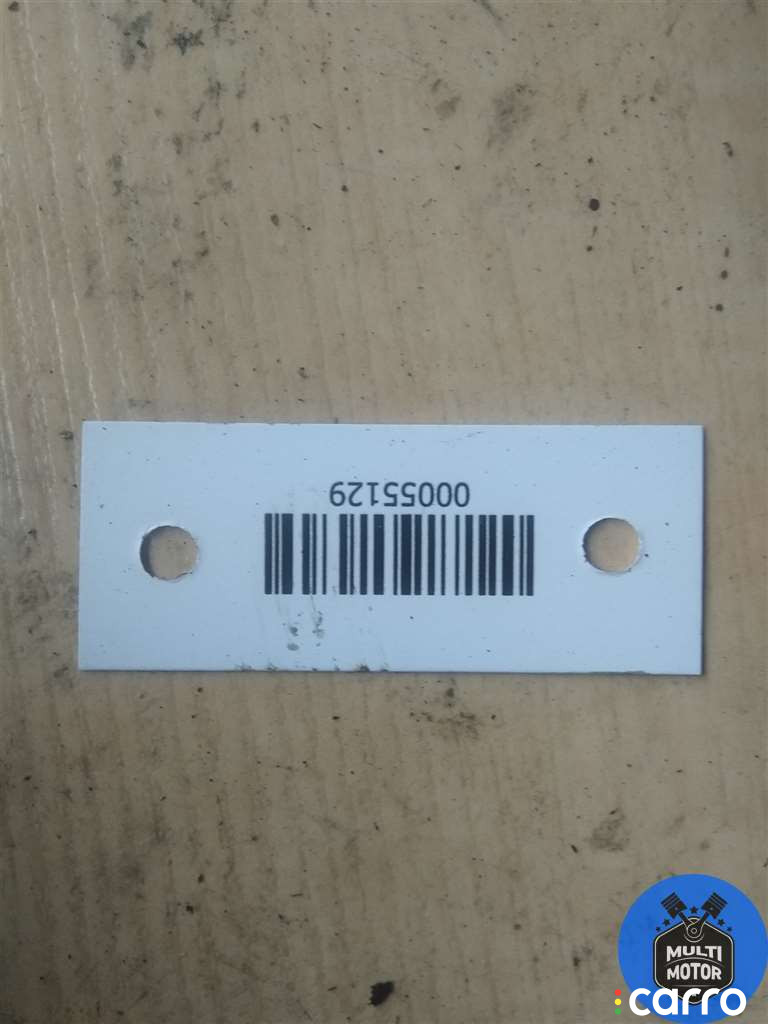 00055129
MULTI
MOTOR
carro